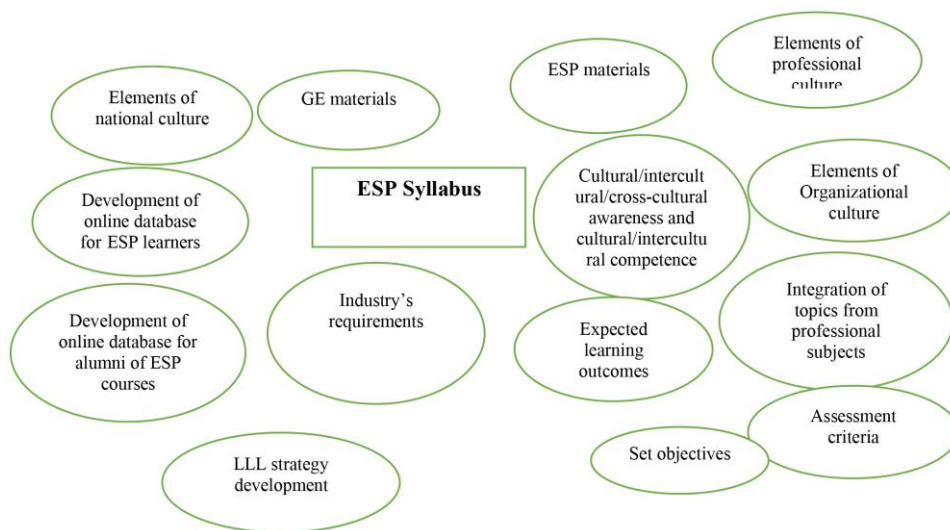 Elements of
national culture
GE materials
ESP materials
Elements of
professional
culture
ESP Syllabus
Development of
online database
for ESP learners
Cultural/intercult
ural/cross-cultural
awareness and
cultural/intercultu
ral competence
Elements of
Organizational
culture
Development of
online database for
alumni of ESP
courses
Industry's
requirements
Expected
learning
outcomes
Integration of
topics from
professional
subjects
LLL strategy
development
Set objectives
Assessment
criteria